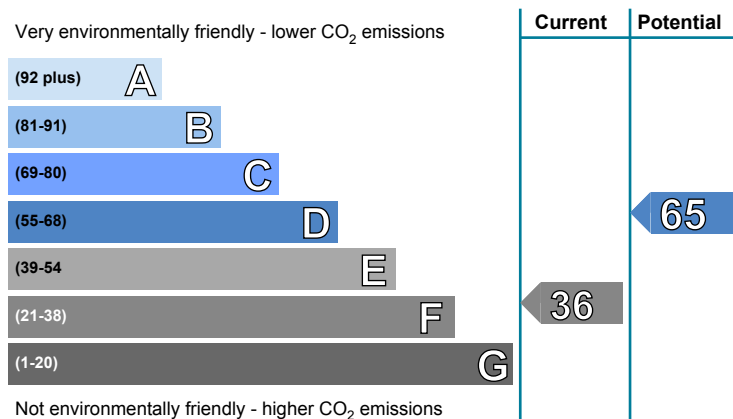 Current Potential
Very environmentally friendly - lower CO2 emissions
(92 plus) A
(81-91) B
(69-80) C
(55-68) D 65
(39-54 E
(21-38) F 36
(1-20) G
Not environmentally friendly - higher CO2 emissions